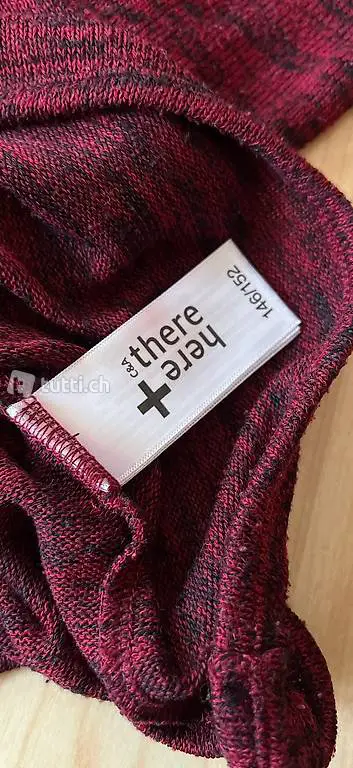 C&A
there
+
here
146/152
tutti.ch